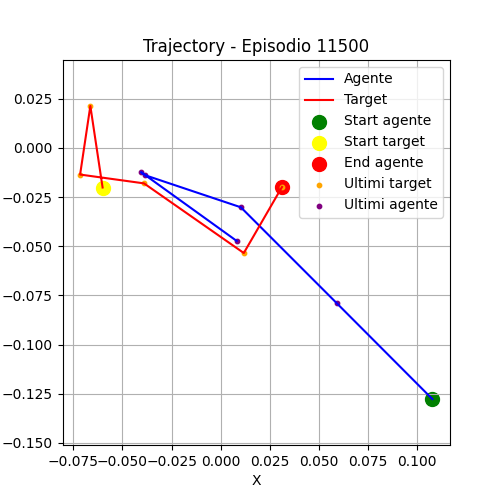 Trajectory - Episodio 11500
Agente
Target
Start agente
Start target
End agente
Ultimi target
Ultimi agente
0.025
0.000
−0.025
−0.050
−0.075
−0.100
−0.125
−0.150
−0.075 −0.050 −0.025 0.000 0.025 0.050 0.075 0.100
X